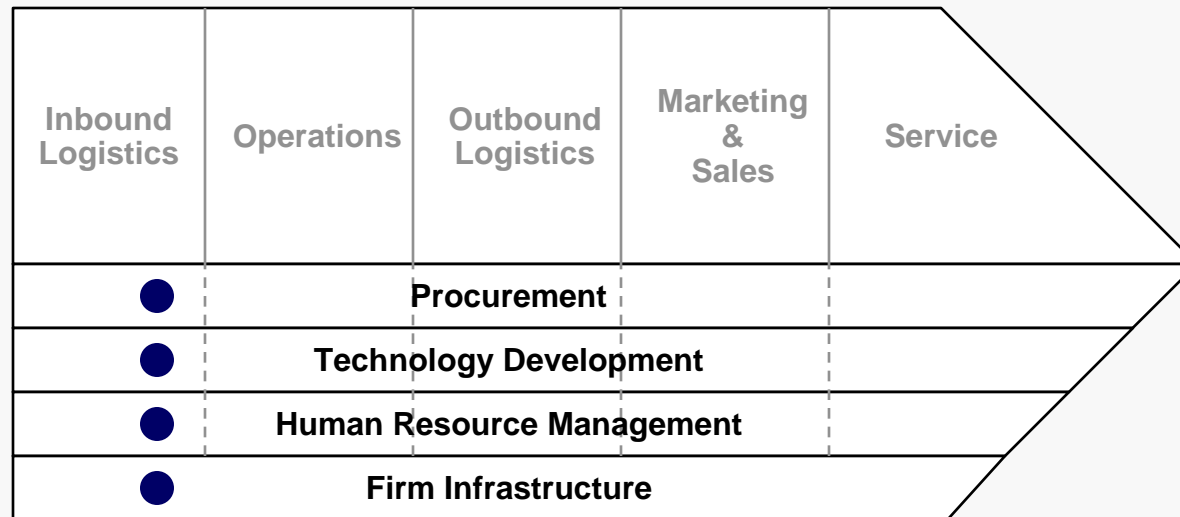 Inbound
Logistics
Operations
Outbound
Logistics
Marketing
&
Sales
Service
Procurement
Technology Development
Human Resource Management
Firm Infrastructure